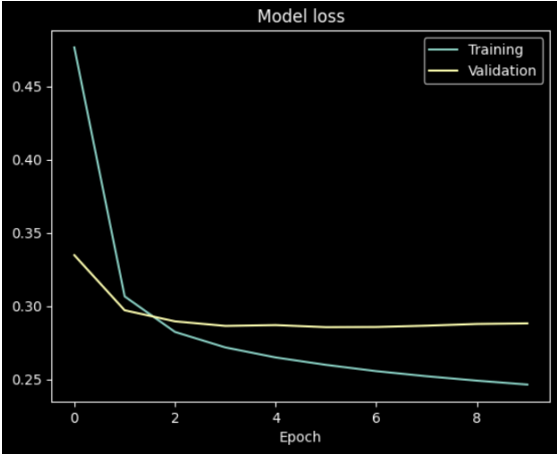 Model loss
Training
Validation
0.45
0.40
0.35
0.30
0.25
0 2 4 6 8
Epoch